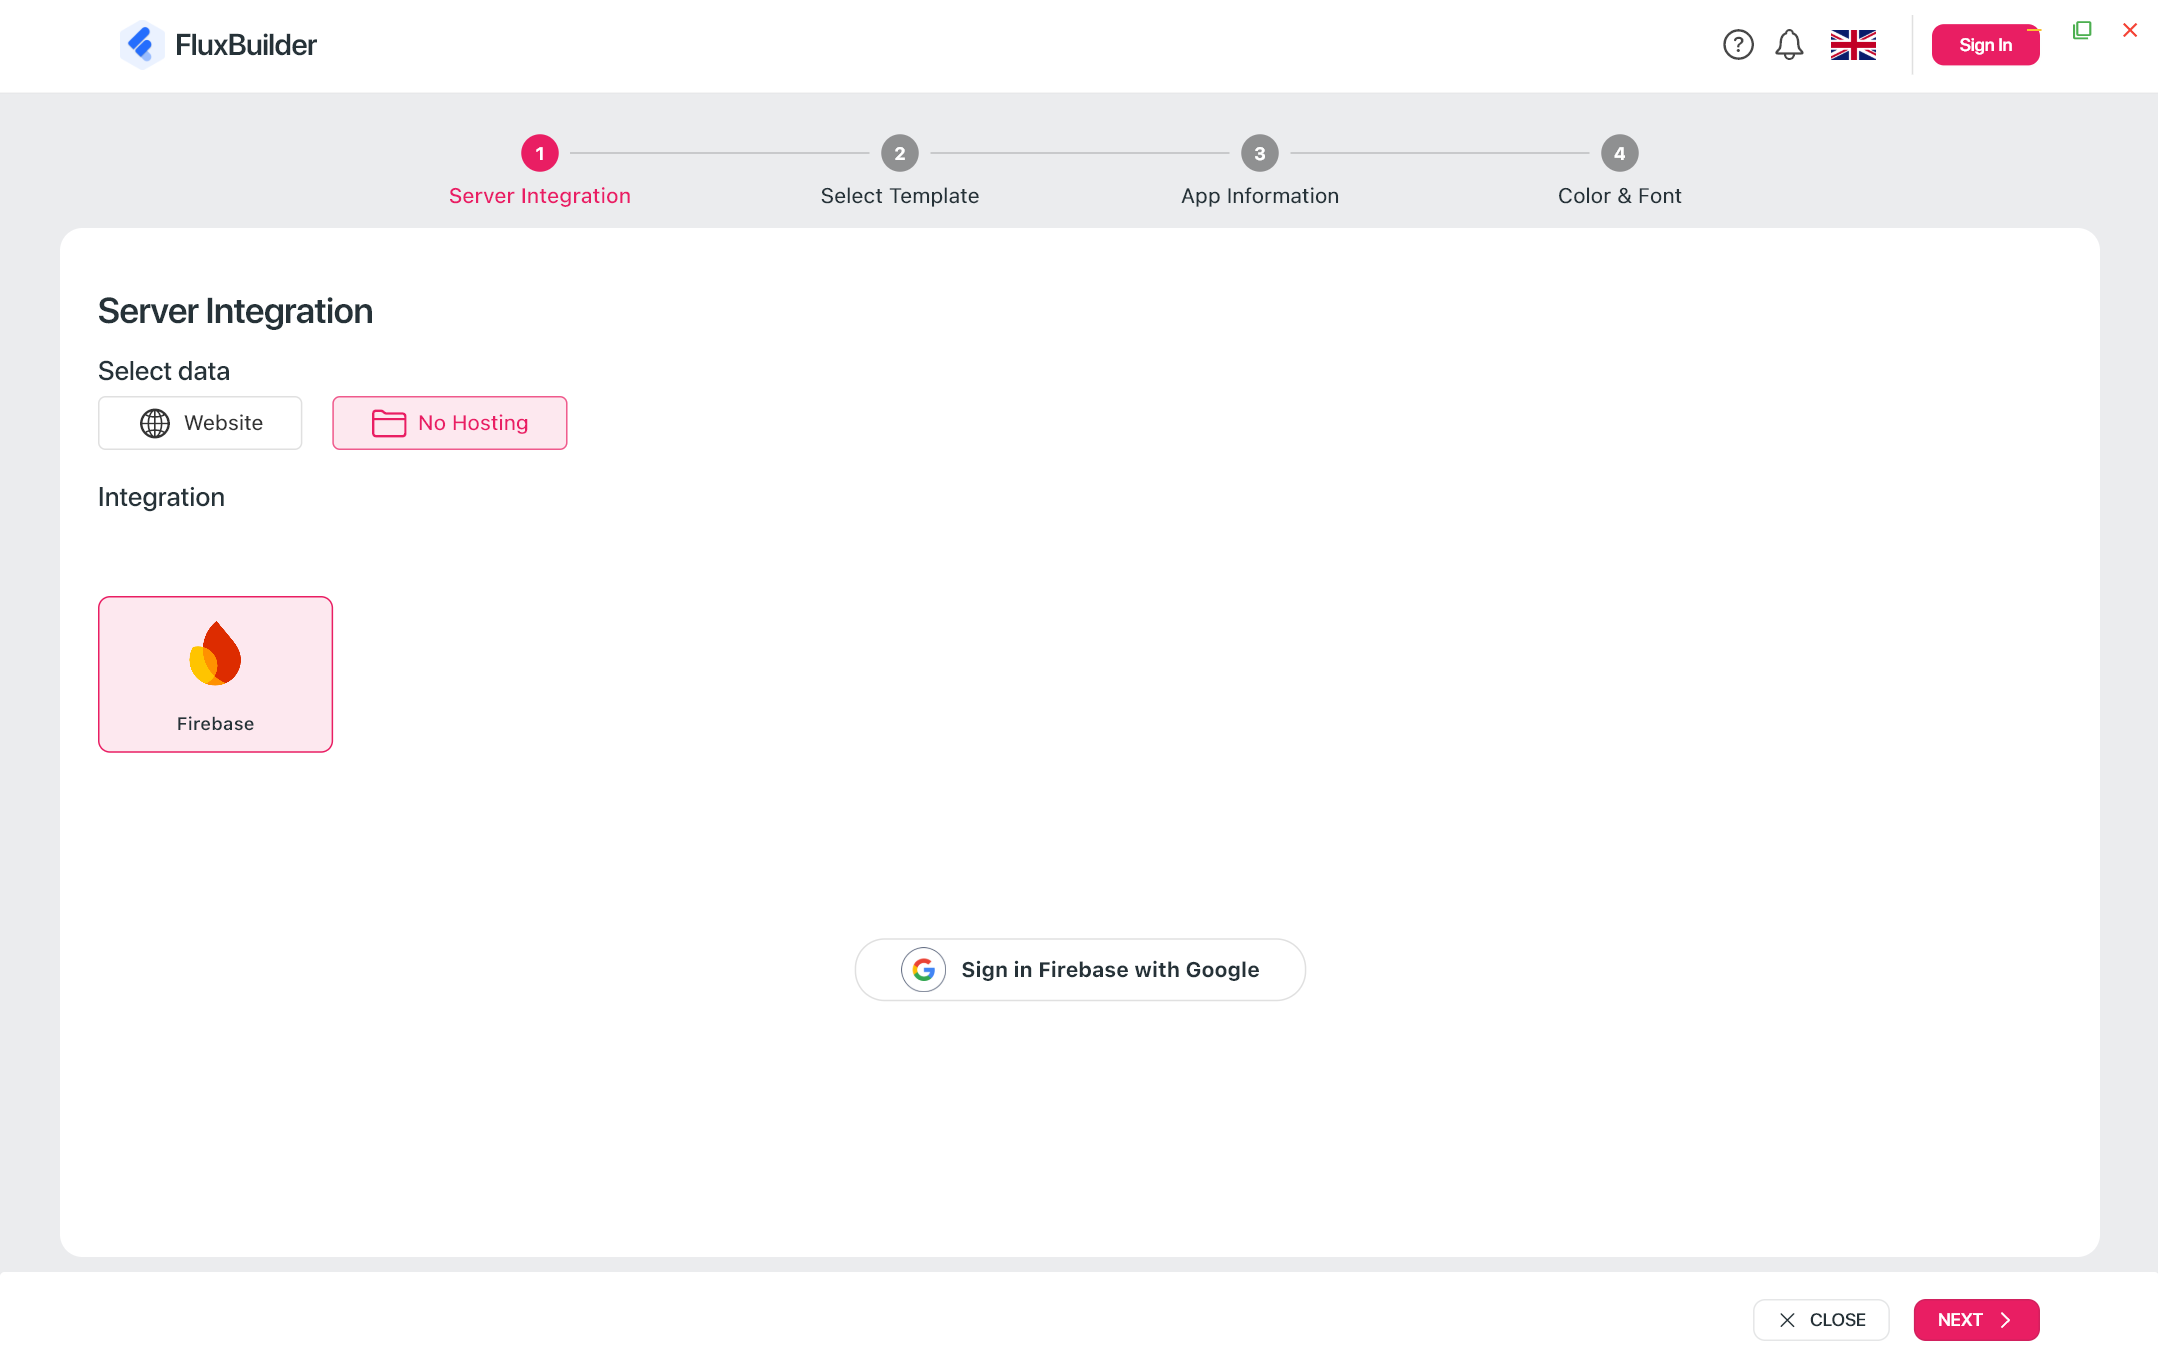 FluxBuilder
?
Sign In
1
2
3
4
Server Integration
Select Template
App Information
Color & Font
Server Integration
Select data
Website
No Hosting
Integration
Firebase
Sign in Firebase with Google
CLOSE
NEXT